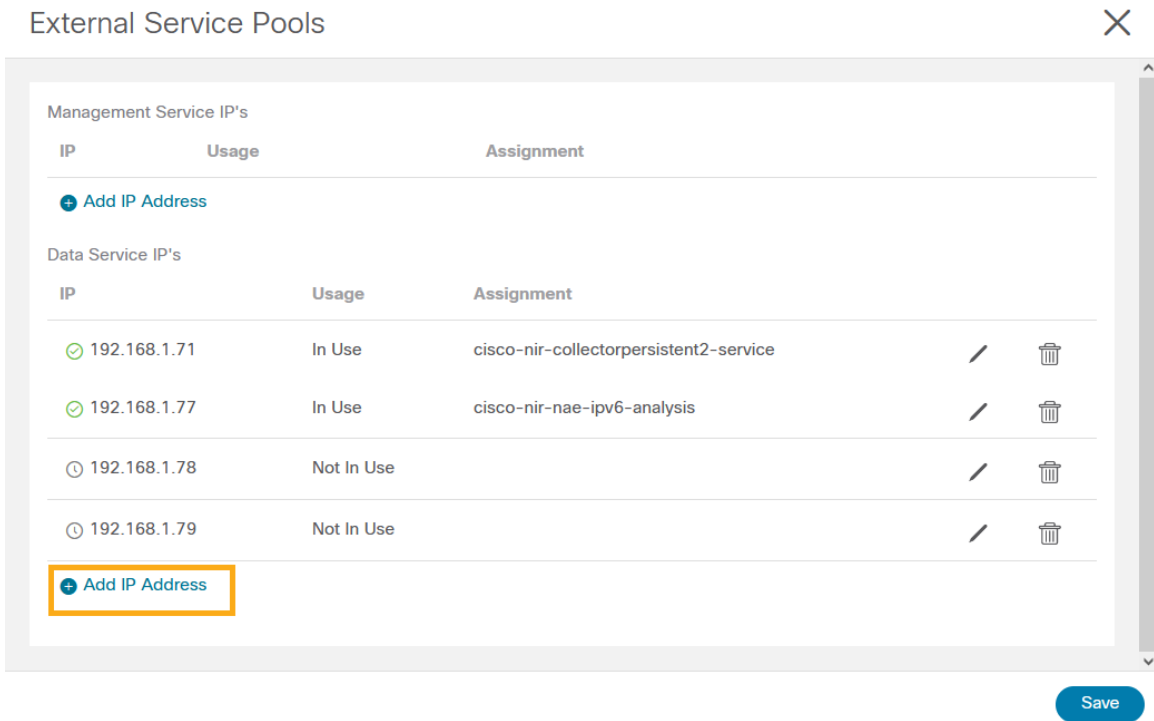 External Service Pools
Management Service IP's
IP Usage Assignment
Add IP Address
Data Service IP's
IP Usage Assignment
192.168.1.71 In Use cisco-nir-collectorpersistent2-service
192.168.1.77 In Use cisco-nir-nae-ipv6-analysis
192.168.1.78 Not In Use
192.168.1.79 Not In Use
Add IP Address
Save